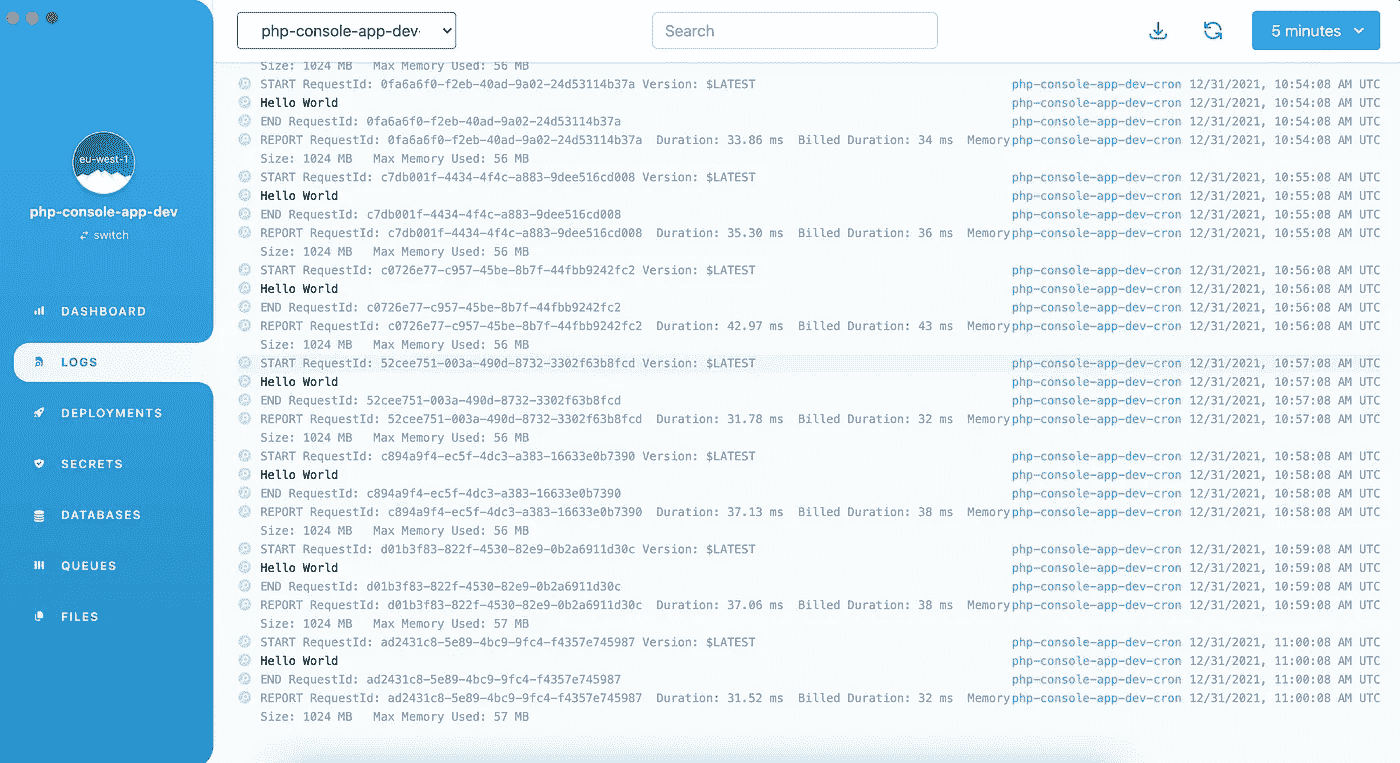 php-console-app-dev-
Search
5 minutes
eu-west-1
php-console-app-dev
switch
DASHBOARD
LOGS
DEPLOYMENTS
SECRETS
DATABASES
QUEUES
FILES
Size: 1024 MB Max Memory Used: 56 MB
START RequestId: 0fa6a6f0-f2eb-40ad-9a02-24d53114b37a Version: $LATEST php-console-app-dev-cron 12/31/2021, 10:54:08 AM UTC
Hello World php-console-app-dev-cron 12/31/2021, 10:54:08 AM UTC
END RequestId: 0fa6a6f0-f2eb-40ad-9a02-24d53114b37a php-console-app-dev-cron 12/31/2021, 10:54:08 AM UTC
REPORT RequestId: 0fa6a6f0-f2eb-40ad-9a02-24d53114b37a Duration: 33.86 ms Billed Duration: 34 ms Memory php-console-app-dev-cron 12/31/2021, 10:54:08 AM UTC
Size: 1024 MB Max Memory Used: 56 MB
START RequestId: c7db001f-4434-4f4c-a883-9dee516cd008 Version: $LATEST php-console-app-dev-cron 12/31/2021, 10:55:08 AM UTC
Hello World php-console-app-dev-cron 12/31/2021, 10:55:08 AM UTC
END RequestId: c7db001f-4434-4f4c-a883-9dee516cd008 php-console-app-dev-cron 12/31/2021, 10:55:08 AM UTC
REPORT RequestId: c7db001f-4434-4f4c-a883-9dee516cd008 Duration: 35.30 ms Billed Duration: 36 ms Memory php-console-app-dev-cron 12/31/2021, 10:55:08 AM UTC
Size: 1024 MB Max Memory Used: 56 MB
START RequestId: c0726e77-c957-45be-8b7f-44fbb9242fc2 Version: $LATEST php-console-app-dev-cron 12/31/2021, 10:56:08 AM UTC
Hello World php-console-app-dev-cron 12/31/2021, 10:56:08 AM UTC
END RequestId: c0726e77-c957-45be-8b7f-44fbb9242fc2 php-console-app-dev-cron 12/31/2021, 10:56:08 AM UTC
REPORT RequestId: c0726e77-c957-45be-8b7f-44fbb9242fc2 Duration: 42.97 ms Billed Duration: 43 ms Memory php-console-app-dev-cron 12/31/2021, 10:56:08 AM UTC
Size: 1024 MB Max Memory Used: 56 MB
START RequestId: 52cee751-003a-490d-8732-3302f63b8fcd Version: $LATEST php-console-app-dev-cron 12/31/2021, 10:57:08 AM UTC
Hello World php-console-app-dev-cron 12/31/2021, 10:57:08 AM UTC
END RequestId: 52cee751-003a-490d-8732-3302f63b8fcd php-console-app-dev-cron 12/31/2021, 10:57:08 AM UTC
REPORT RequestId: 52cee751-003a-490d-8732-3302f63b8fcd Duration: 31.78 ms Billed Duration: 32 ms Memory php-console-app-dev-cron 12/31/2021, 10:57:08 AM UTC
Size: 1024 MB Max Memory Used: 56 MB
START RequestId: c894a9f4-ec5f-4dc3-a383-16633e0b7390 Version: $LATEST php-console-app-dev-cron 12/31/2021, 10:58:08 AM UTC
Hello World php-console-app-dev-cron 12/31/2021, 10:58:08 AM UTC
END RequestId: c894a9f4-ec5f-4dc3-a383-16633e0b7390 php-console-app-dev-cron 12/31/2021, 10:58:08 AM UTC
REPORT RequestId: c894a9f4-ec5f-4dc3-a383-16633e0b7390 Duration: 37.13 ms Billed Duration: 38 ms Memory php-console-app-dev-cron 12/31/2021, 10:58:08 AM UTC
Size: 1024 MB Max Memory Used: 56 MB
START RequestId: d01b3f83-822f-4530-82e9-0b2a6911d30c Version: $LATEST php-console-app-dev-cron 12/31/2021, 10:59:08 AM UTC
Hello World php-console-app-dev-cron 12/31/2021, 10:59:08 AM UTC
END RequestId: d01b3f83-822f-4530-82e9-0b2a6911d30c php-console-app-dev-cron 12/31/2021, 10:59:08 AM UTC
REPORT RequestId: d01b3f83-822f-4530-82e9-0b2a6911d30c Duration: 37.06 ms Billed Duration: 38 ms Memory php-console-app-dev-cron 12/31/2021, 10:59:08 AM UTC
Size: 1024 MB Max Memory Used: 57 MB
START RequestId: ad2431c8-5e89-4bc9-9fc4-f4357e745987 Version: $LATEST php-console-app-dev-cron 12/31/2021, 11:00:08 AM UTC
Hello World php-console-app-dev-cron 12/31/2021, 11:00:08 AM UTC
END RequestId: ad2431c8-5e89-4bc9-9fc4-f4357e745987 php-console-app-dev-cron 12/31/2021, 11:00:08 AM UTC
REPORT RequestId: ad2431c8-5e89-4bc9-9fc4-f4357e745987 Duration: 31.52 ms Billed Duration: 32 ms Memory php-console-app-dev-cron 12/31/2021, 11:00:08 AM UTC
Size: 1024 MB Max Memory Used: 57 MB